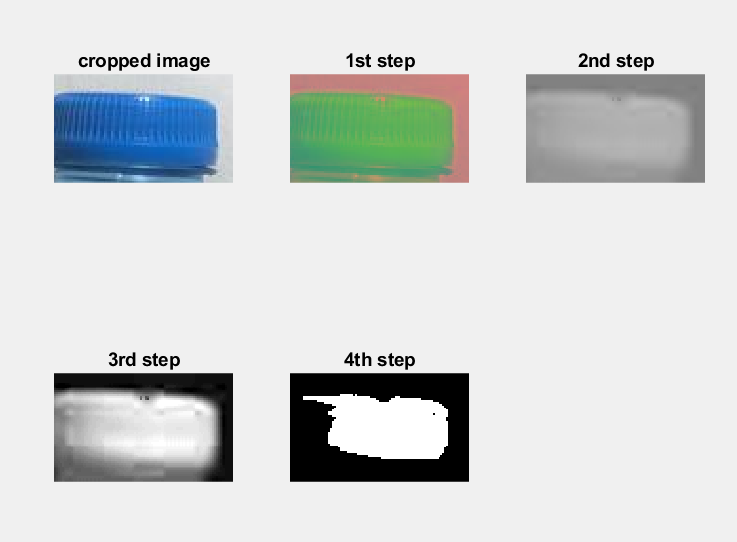 cropped image
1st step
2nd step
3rd step
4th step